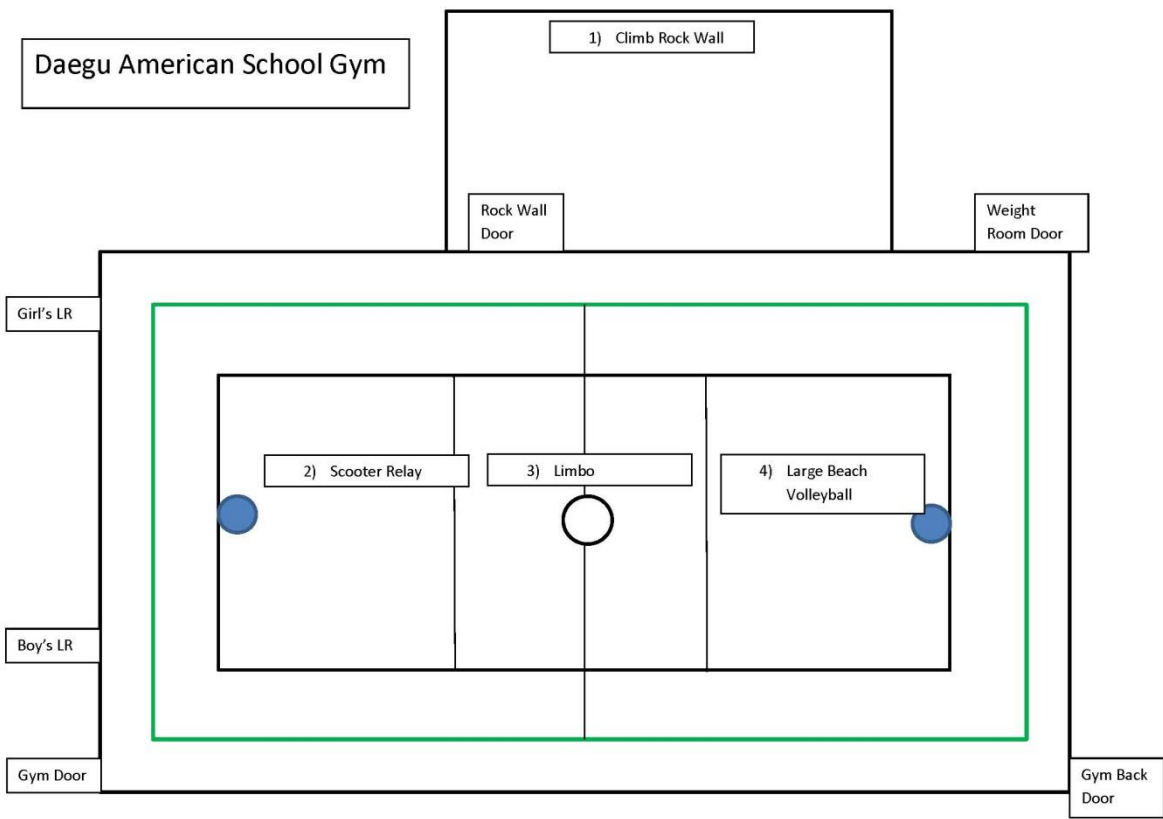 1) Climb Rock Wall
Daegu American School Gym
Rock Wall
Door
Weight
Room Door
Girl's LR
2) Scooter Relay
3) Limbo
4) Large Beach
Volleyball
Boy's LR
Gym Door
Gym Back
Door